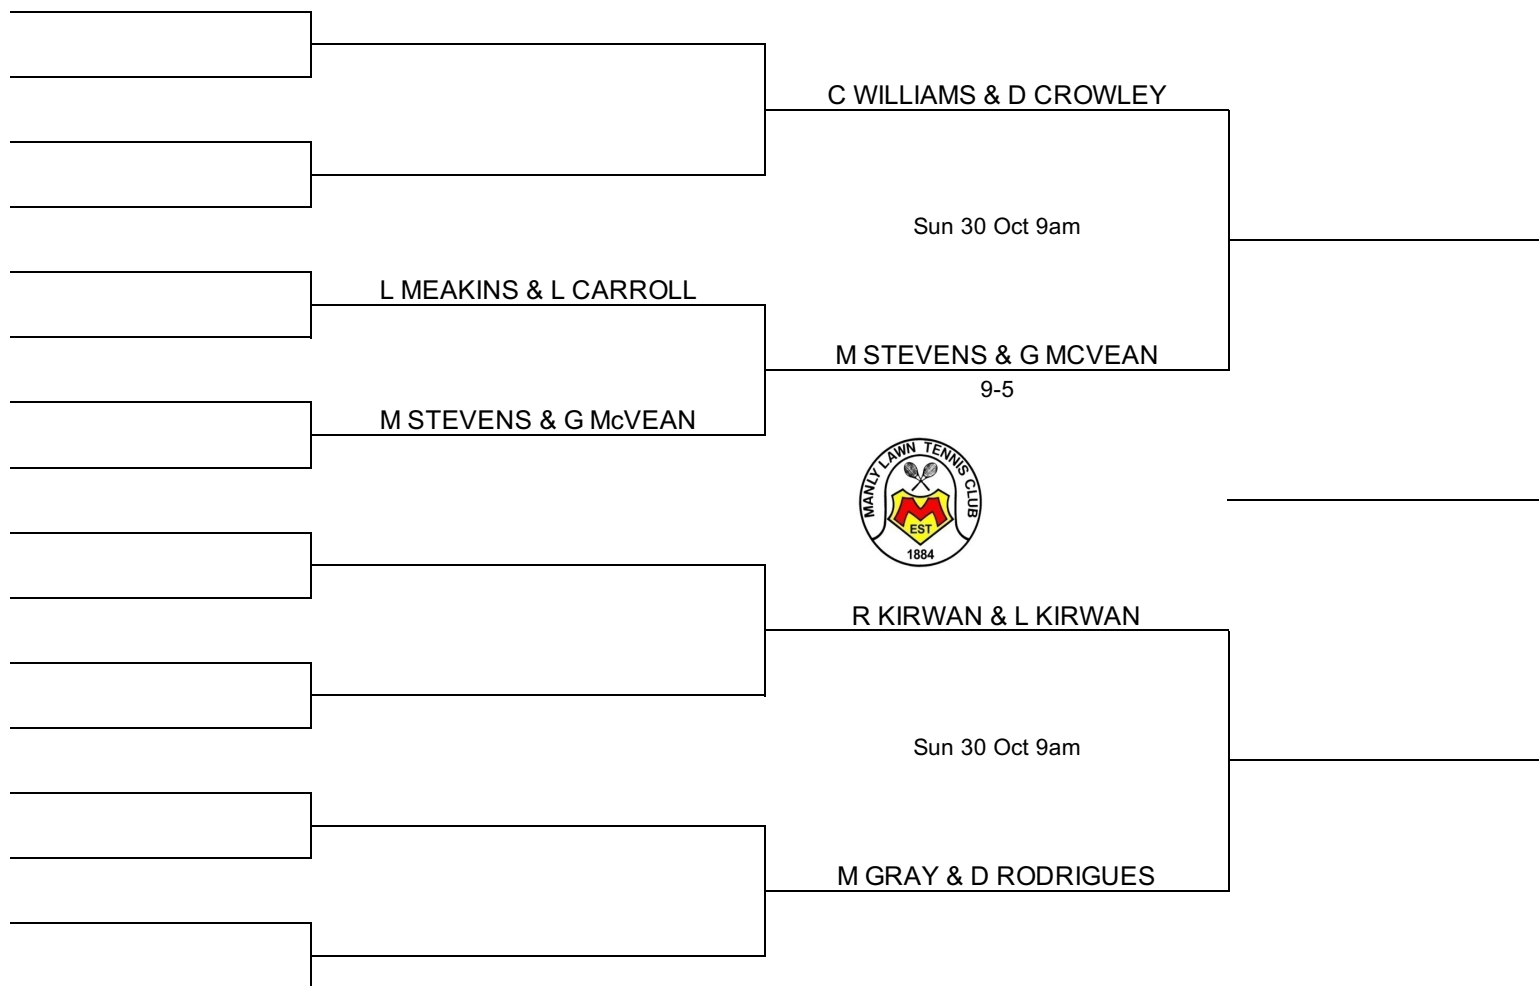 C WILLIAMS & D CROWLEY
Sun 30 Oct 9am
L MEAKINS & L CARROLL
M STEVENS & G MCVEAN
9-5
M STEVENS & G McVEAN
MANLY LAWN TENNIS CLUB
M
EST
1884
R KIRWAN & L KIRWAN
Sun 30 Oct 9am
M GRAY & D RODRIGUES